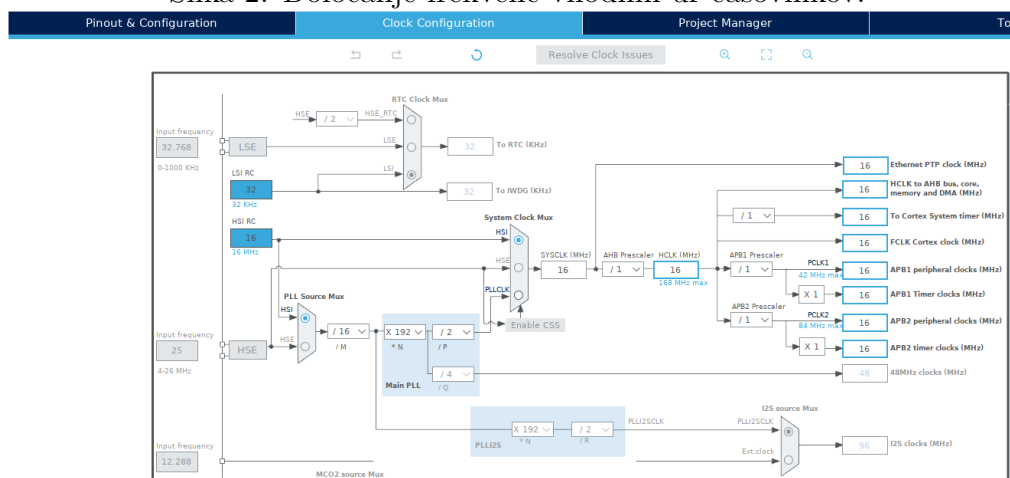 Slika 2: Določanje frekvence vhodnih ur časovnikov.
Pinout & Configuration
Clock Configuration
Project Manager
To
Resolve Clock Issues
RTC Clock Mux
HSE
/ 2
HSE_RTC
Input frequency
32.768
0-1000 KHz
LSE
LSE
32
To RTC (KHz)
LSI RC
LSI
32
32 KHz
32
To IWDG (KHz)
16
Ethernet PTP clock (MHz)
16
HCLK to AHB bus, core,
memory and DMA (MHz)
HSI RC
16
16 MHz
System Clock Mux
HSI
/ 1
16
To Cortex System timer (MHz)
16
FCLK Cortex clock (MHz)
HSE
SYSCLK (MHz)
16
AHB Prescaler
/ 1
HCLK (MHz)
16
168 MHz max
APB1 Prescaler
/ 1
PCLK1
42 MHz max
16
APB1 peripheral clocks (MHz)
PLLCLK
X 1
16
APB1 Timer clocks (MHz)
PLL Source Mux
HSI
APB2 Prescaler
/ 1
PCLK2
84 MHz max
16
APB2 peripheral clocks (MHz)
Enable CSS
Input frequency
25
4-26 MHz
HSE
HSE
/ 16
/ M
X 192
* N
/ 2
/ P
X 1
16
APB2 timer clocks (MHz)
Main PLL
/ 4
/ Q
48
48MHz clocks (MHz)
I2S source Mux
PLLI2S
X 192
* N
/ 2
/ R
PLLI2SCLK
PLLI2SCLK
96
I2S clocks (MHz)
Input frequency
12.288
Ext.clock
MCO2 source Mux